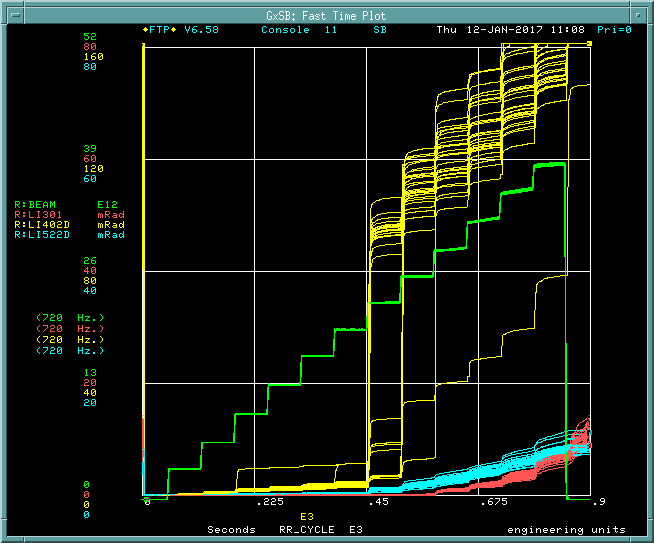 GxSB: Fast Time Plot
◆FTP◆ V6.58 Console 11 SB Thu 12-JAN-2017 11:08 Pri=0
52
80
160
80
39
60
120
60
R:BEAM E12
R:LI301 mRad
R:LI402D mRad
R:LI522D mRad
26
40
80
40
(720 Hz.)
(720 Hz.)
(720 Hz.)
(720 Hz.)
13
20
40
20
0
0
0
0
0 .225 .45 .675 .9
E3
Seconds RR_CYCLE E3 engineering units